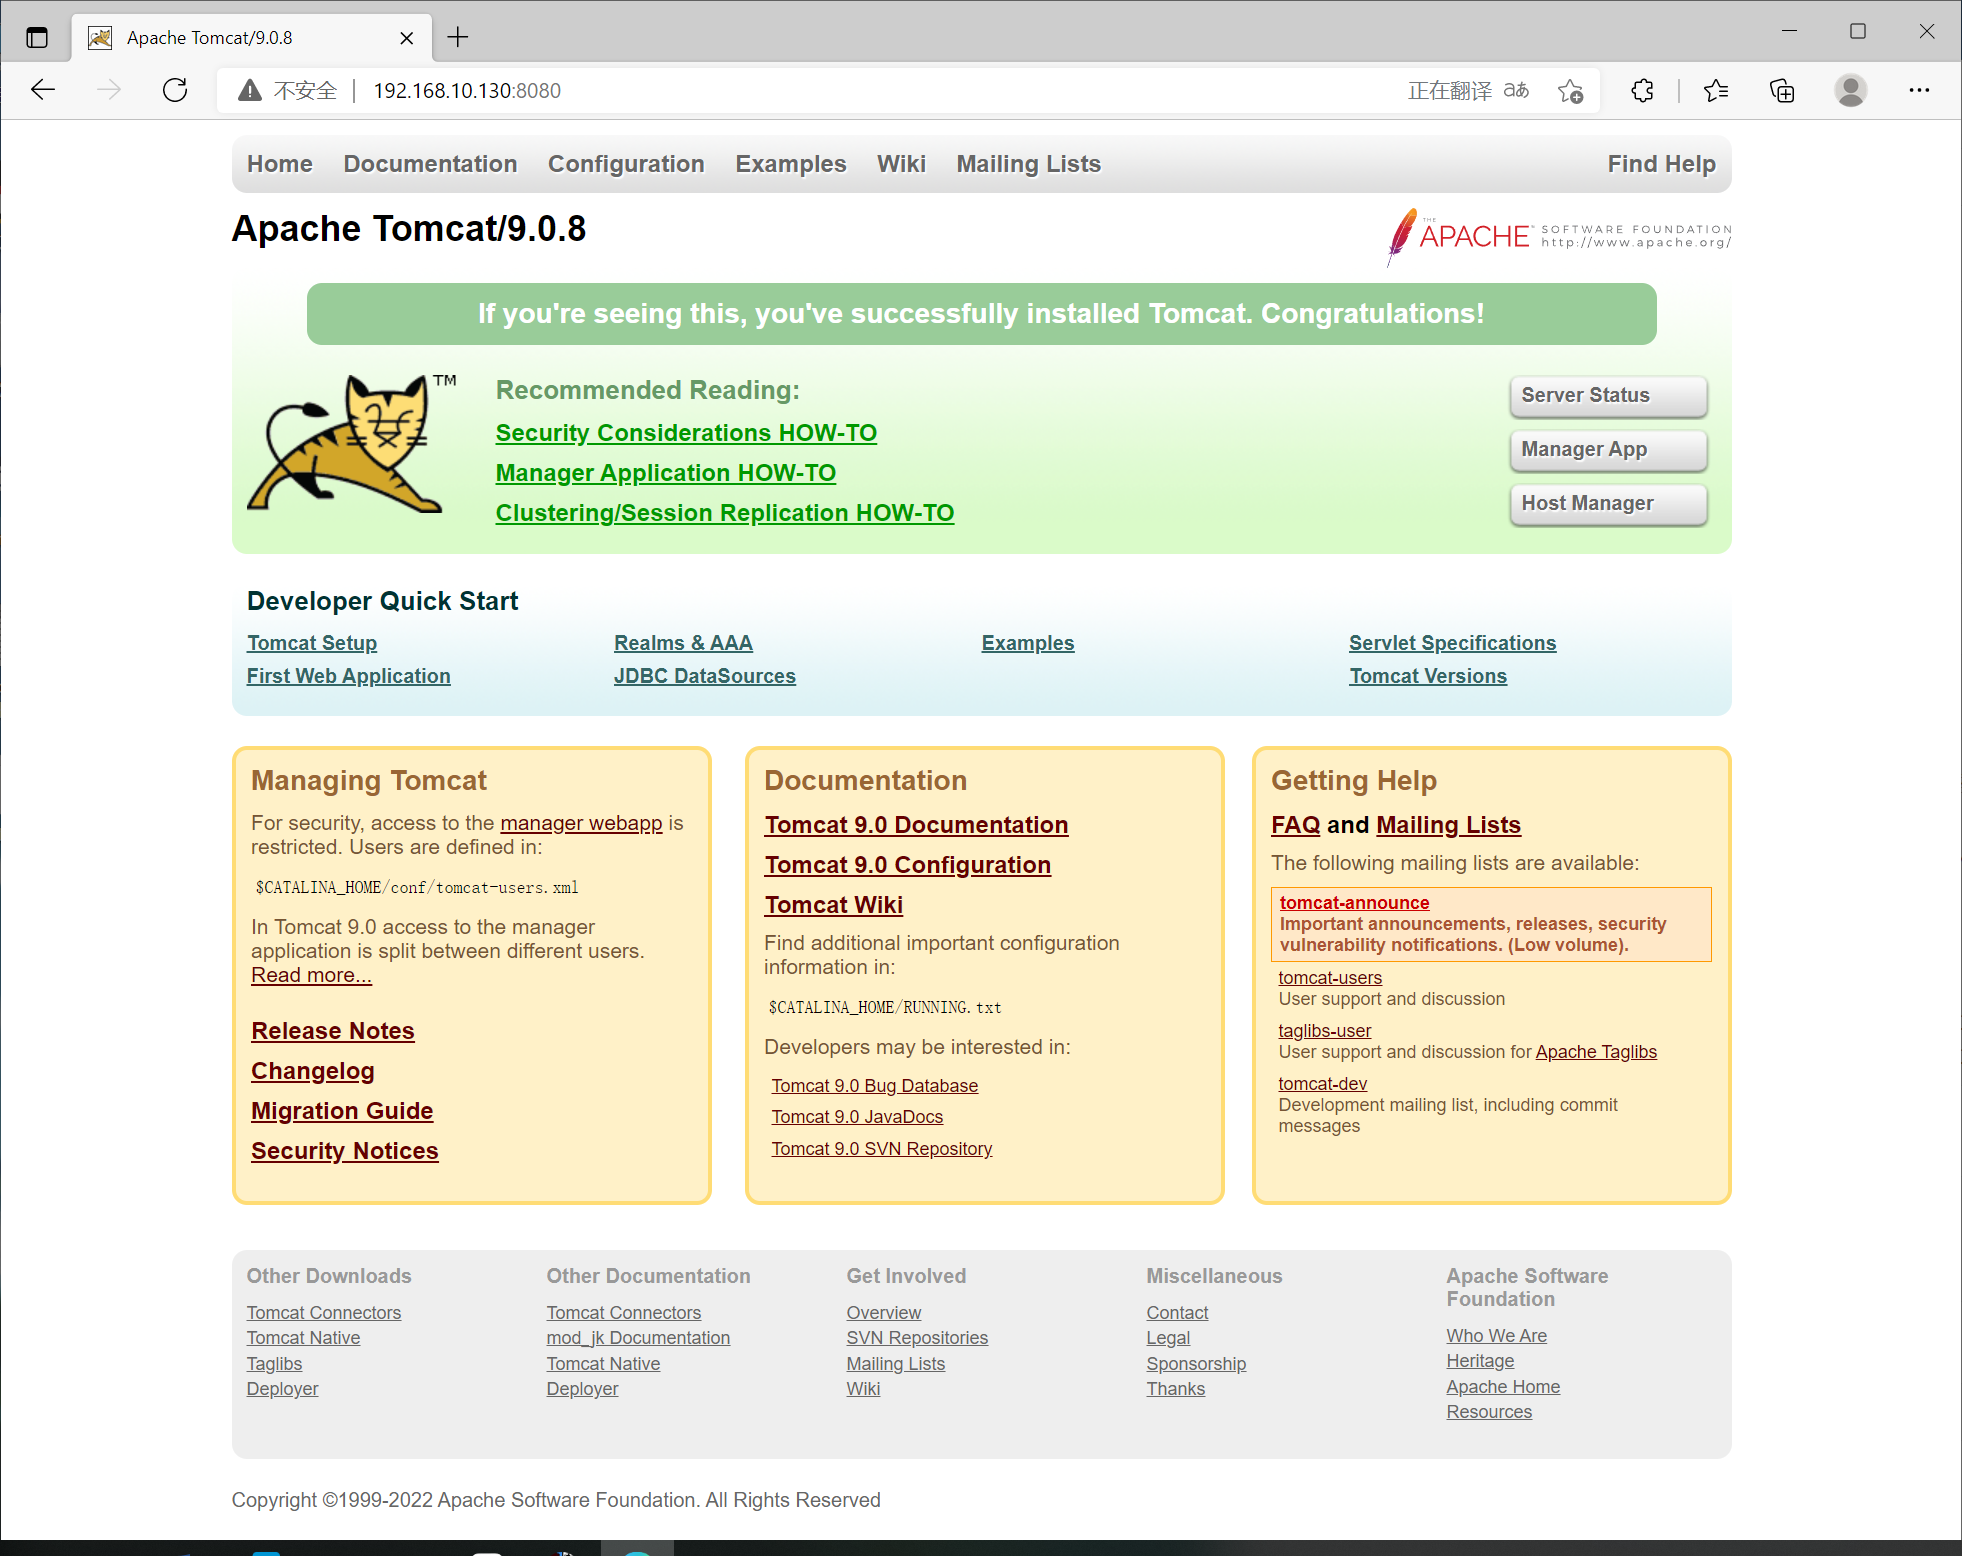 Apache Tomcat/9.0.8
不安全 | 192.168.10.130:8080 正在翻译 aあ
Home Documentation Configuration Examples Wiki Mailing Lists Find Help
Apache Tomcat/9.0.8
THE APACHE SOFTWARE FOUNDATION
http://www.apache.org/
If you're seeing this, you've successfully installed Tomcat. Congratulations!
TM
Recommended Reading:
Security Considerations HOW-TO
Manager Application HOW-TO
Clustering/Session Replication HOW-TO
Server Status
Manager App
Host Manager
Developer Quick Start
Tomcat Setup
First Web Application
Realms & AAA
JDBC DataSources
Examples
Servlet Specifications
Tomcat Versions
Managing Tomcat
For security, access to the manager webapp is
restricted. Users are defined in:
$CATALINA_HOME/conf/tomcat-users.xml
In Tomcat 9.0 access to the manager
application is split between different users.
Read more...
Release Notes
Changelog
Migration Guide
Security Notices
Documentation
Tomcat 9.0 Documentation
Tomcat 9.0 Configuration
Tomcat Wiki
Find additional important configuration
information in:
$CATALINA_HOME/RUNNING.txt
Developers may be interested in:
Tomcat 9.0 Bug Database
Tomcat 9.0 JavaDocs
Tomcat 9.0 SVN Repository
Getting Help
FAQ and Mailing Lists
The following mailing lists are available:
tomcat-announce
Important announcements, releases, security
vulnerability notifications. (Low volume).
tomcat-users
User support and discussion
taglibs-user
User support and discussion for Apache Taglibs
tomcat-dev
Development mailing list, including commit
messages
Other Downloads
Tomcat Connectors
Tomcat Native
Taglibs
Deployer
Other Documentation
Tomcat Connectors
mod_jk Documentation
Tomcat Native
Deployer
Get Involved
Overview
SVN Repositories
Mailing Lists
Wiki
Miscellaneous
Contact
Legal
Sponsorship
Thanks
Apache Software
Foundation
Who We Are
Heritage
Apache Home
Resources
Copyright ©1999-2022 Apache Software Foundation. All Rights Reserved